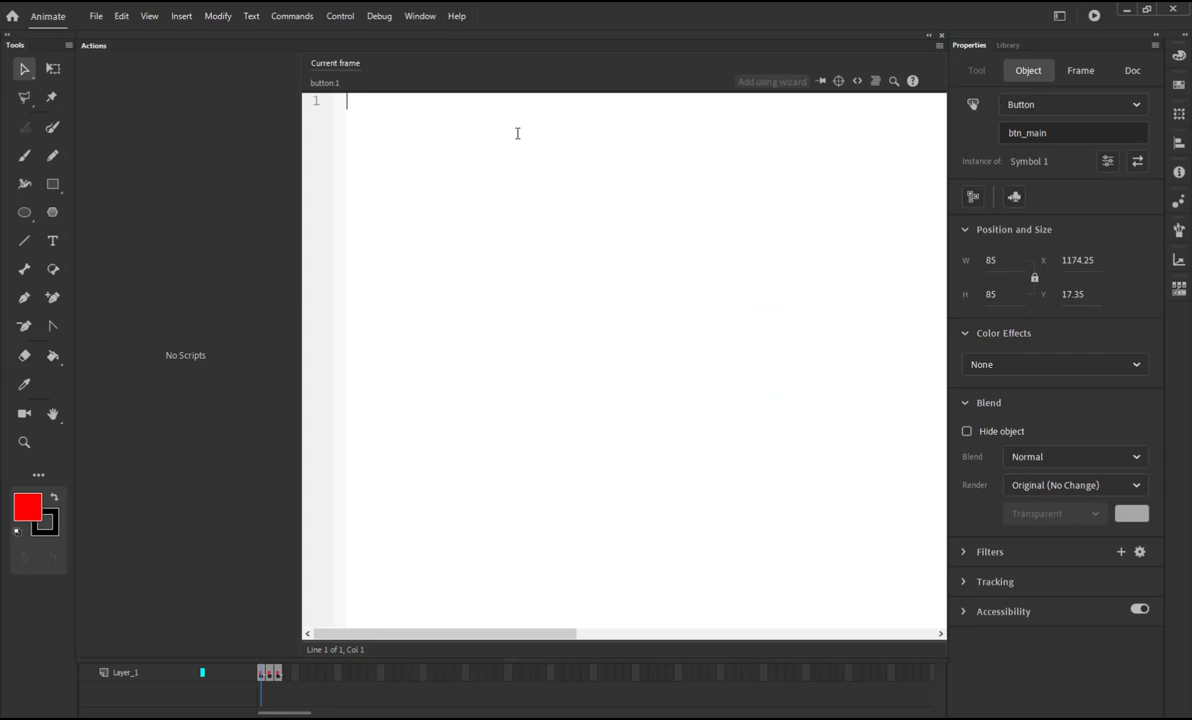 Animate File Edit View Insert Modify Text Commands Control Debug Window Help
Tools
Actions
Properties Library
Current frame
button:1
Add using wizard
1
Tool Object Frame Doc
Button
btn_main
Instance of Symbol 1
Position and Size
W 85 X 1174.25
H 85 Y 17.35
Color Effects
None
Blend
Hide object
Blend Normal
Render Original (No Change)
Transparent
Filters
Tracking
Accessibility
No Scripts
Line 1 of 1, Col 1
Layer_1